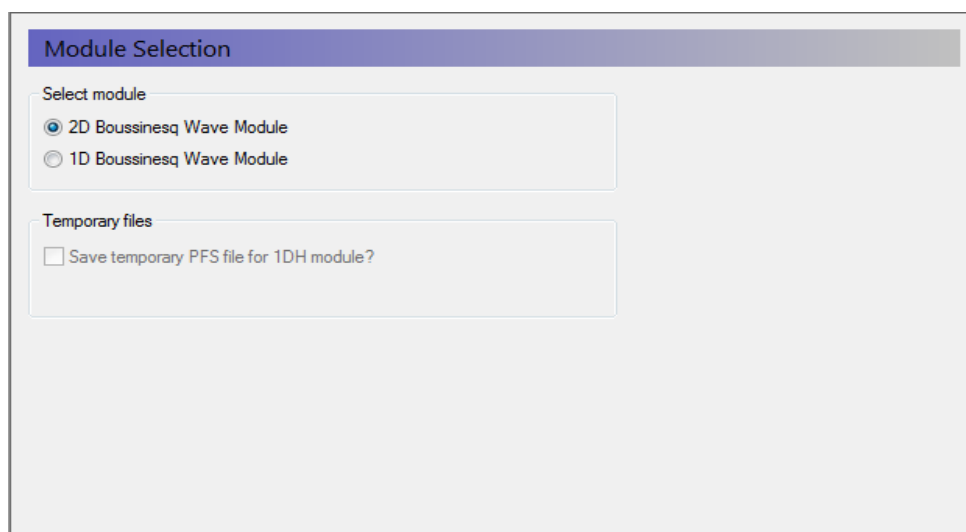 Module Selection
Select module
2D Boussinesq Wave Module
1D Boussinesq Wave Module
Temporary files
Save temporary PFS file for 1DH module?